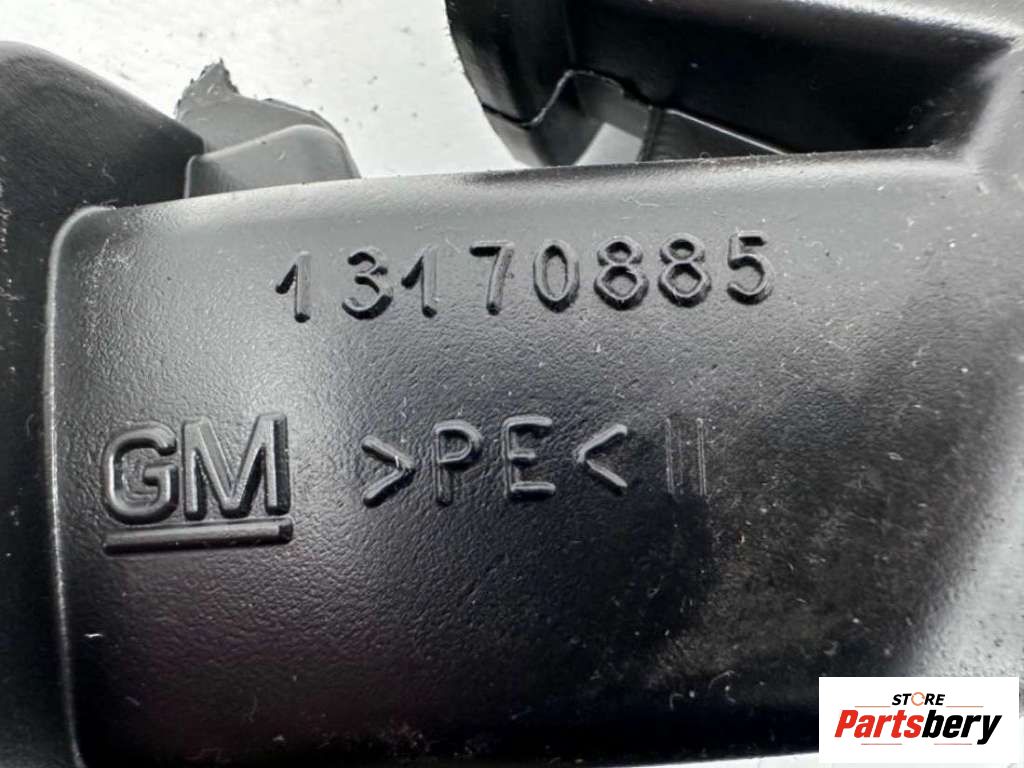 13170885
GM >PE< II
STORE
Partsbery